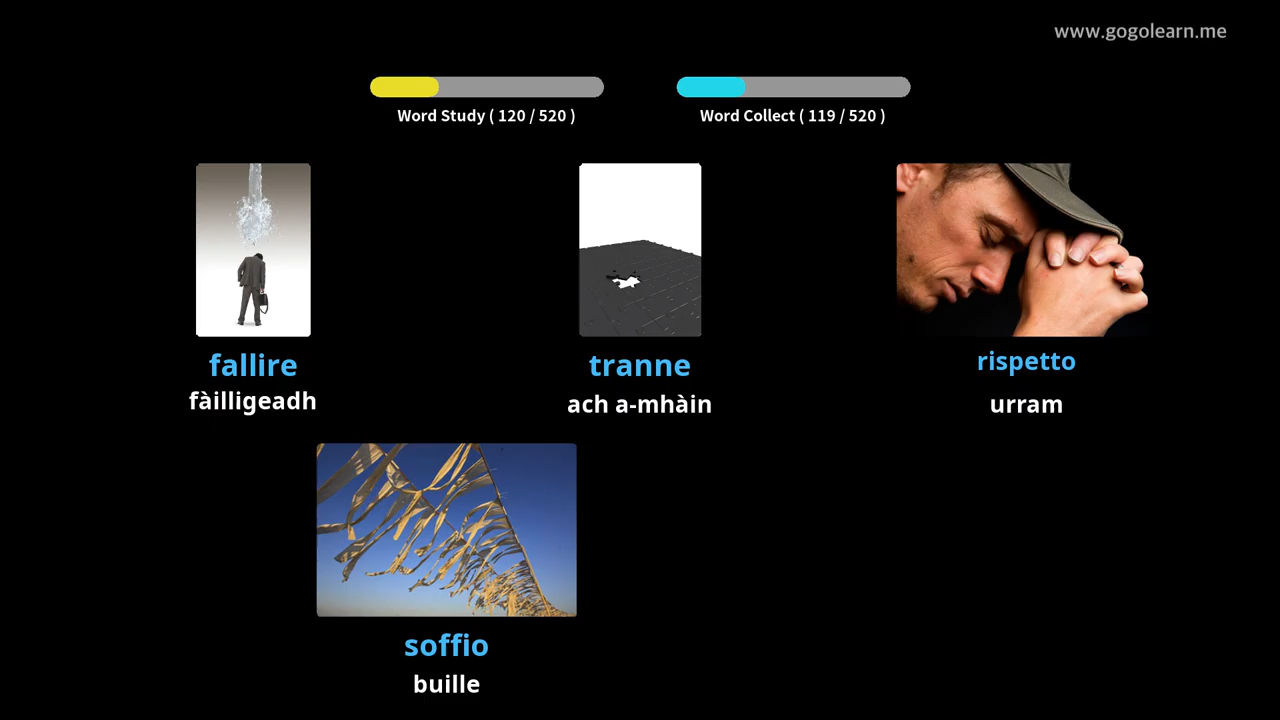 www.gogolearn.me
Word Study ( 120 / 520 )
Word Collect ( 119 / 520 )
fallire
fàilligeadh
tranne
ach a-mhàin
rispetto
urram
soffio
buille